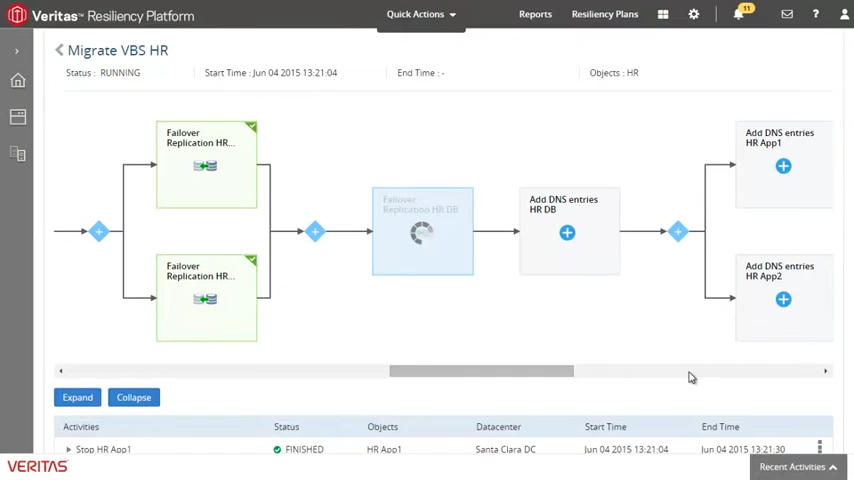 Veritas™ Resiliency Platform
Quick Actions
Reports
Resiliency Plans
11
?
Migrate VBS HR
Status : RUNNING
Start Time : Jun 04 2015 13:21:04
End Time : -
Objects : HR
Failover
Replication HR...
Failover
Replication HR DB
Add DNS entries
HR DB
Add DNS entries
HR App1
Failover
Replication HR...
Add DNS entries
HR App2
Expand
Collapse
Activities
Status
Objects
Datacenter
Start Time
End Time
Stop HR App1
FINISHED
HR App1
Santa Clara DC
Jun 04 2015 13:21:04
Jun 04 2015 13:21:30
VERITAS
Recent Activities